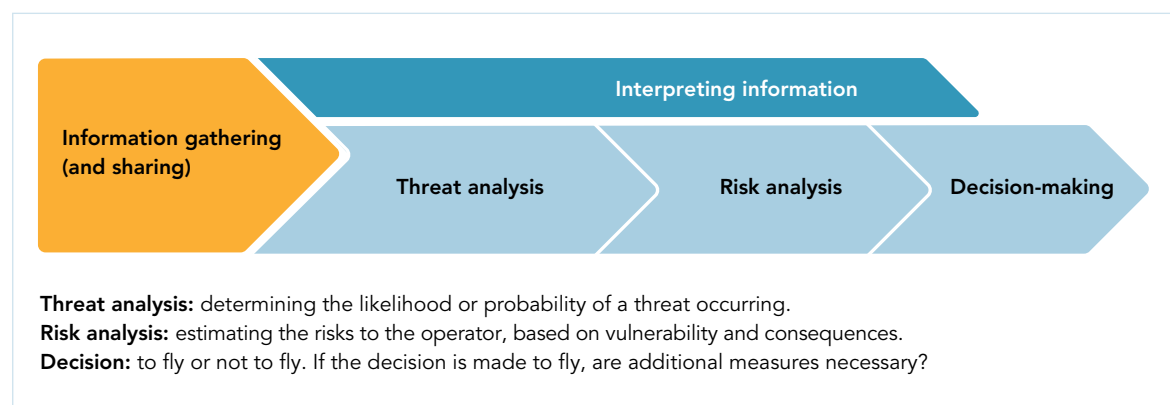 Interpreting information
Information gathering
(and sharing)
Threat analysis
Risk analysis
Decision-making
Threat analysis: determining the likelihood or probability of a threat occurring.
Risk analysis: estimating the risks to the operator, based on vulnerability and consequences.
Decision: to fly or not to fly. If the decision is made to fly, are additional measures necessary?